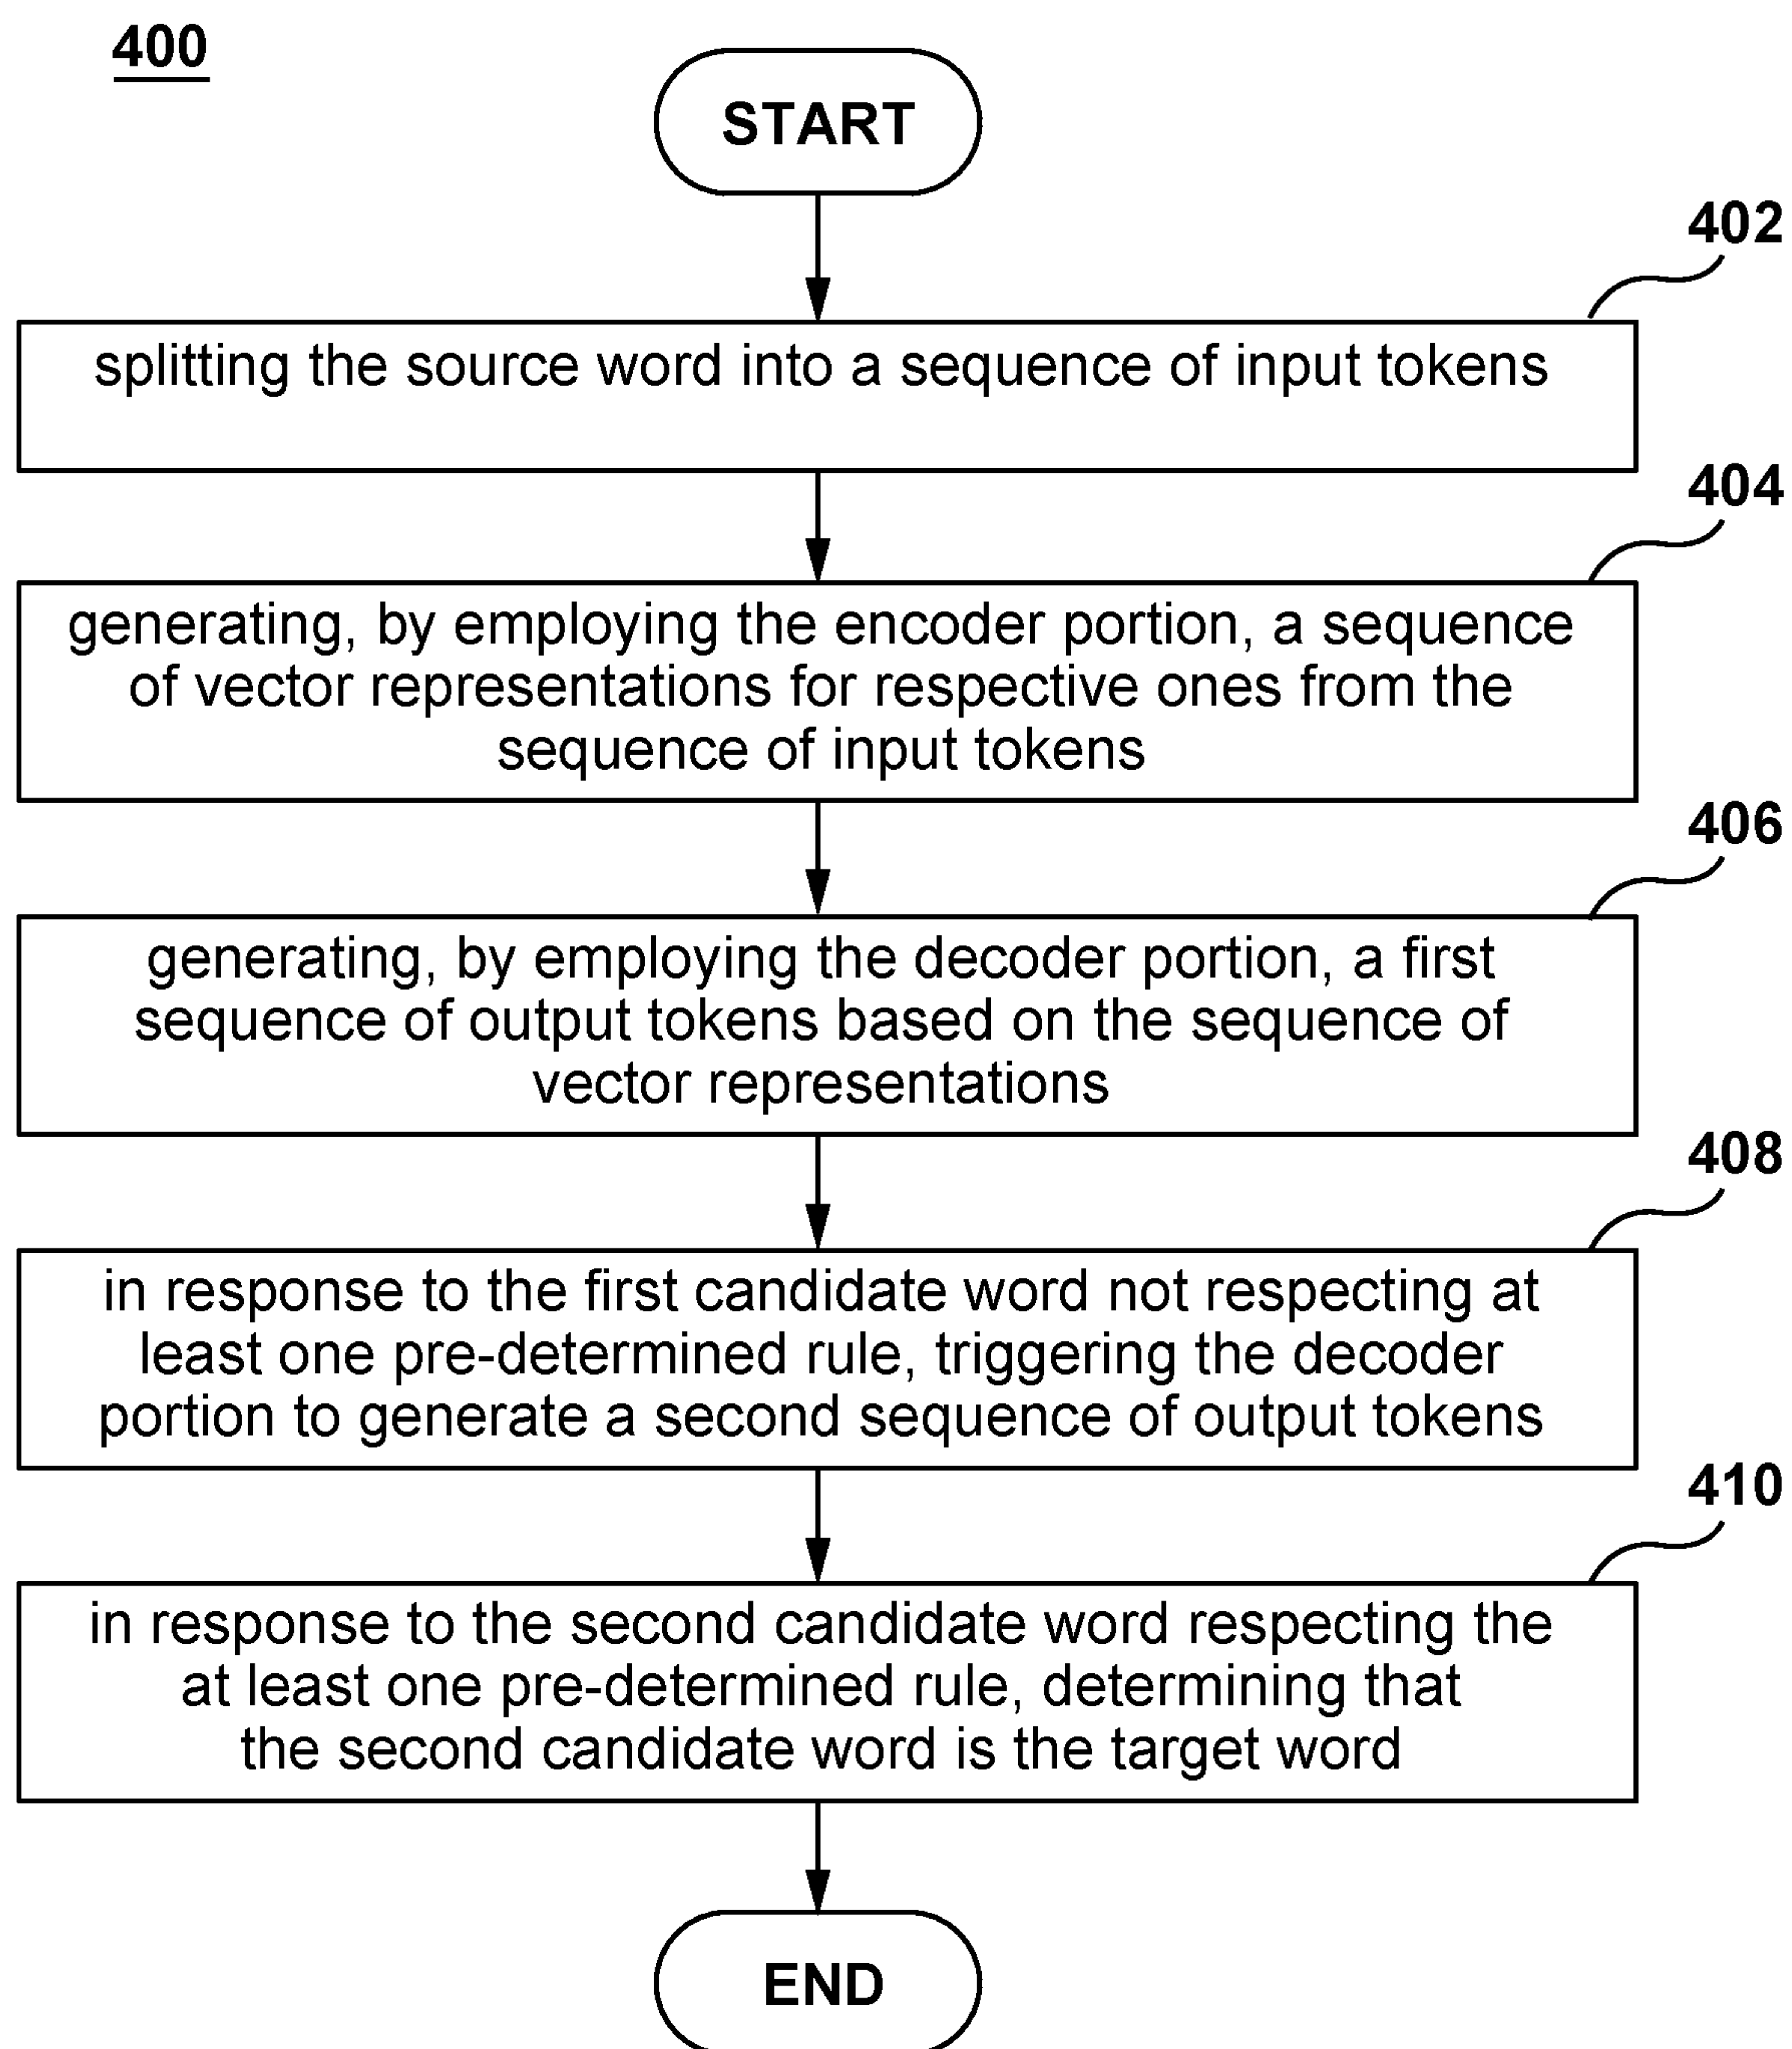 400
START
402
splitting the source word into a sequence of input tokens
404
generating, by employing the encoder portion, a sequence
of vector representations for respective ones from the
sequence of input tokens
406
generating, by employing the decoder portion, a first
sequence of output tokens based on the sequence of
vector representations
408
in response to the first candidate word not respecting at
least one pre-determined rule, triggering the decoder
portion to generate a second sequence of output tokens
410
in response to the second candidate word respecting the
at least one pre-determined rule, determining that
the second candidate word is the target word
END